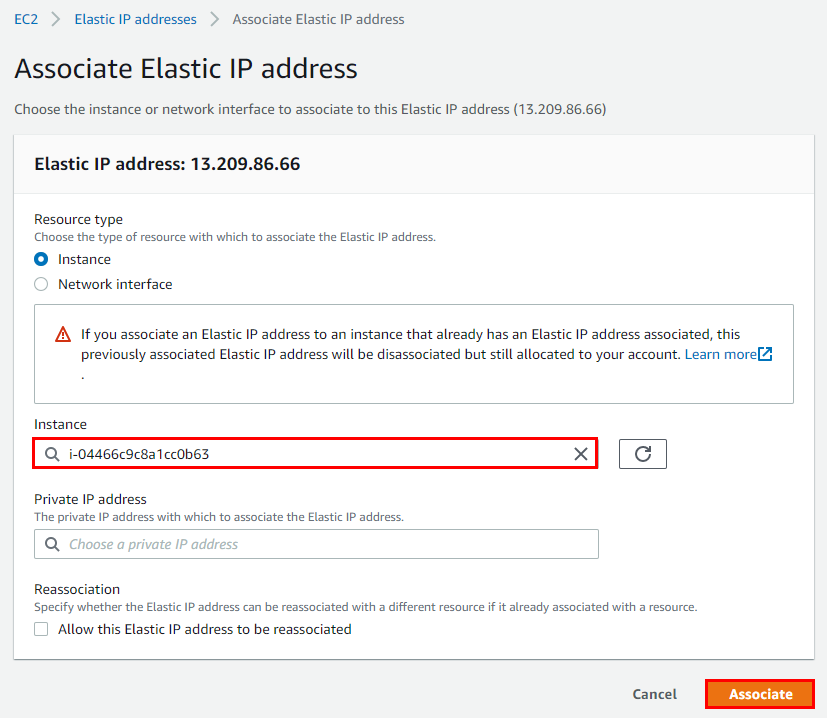 EC2 > Elastic IP addresses > Associate Elastic IP address
Associate Elastic IP address
Choose the instance or network interface to associate to this Elastic IP address (13.209.86.66)
Elastic IP address: 13.209.86.66
Resource type
Choose the type of resource with which to associate the Elastic IP address.
Instance
Network interface
If you associate an Elastic IP address to an instance that already has an Elastic IP address associated, this
previously associated Elastic IP address will be disassociated but still allocated to your account. Learn more
.
Instance
i-04466c9c8a1cc0b63
Private IP address
The private IP address with which to associate the Elastic IP address.
Choose a private IP address
Reassociation
Specify whether the Elastic IP address can be reassociated with a different resource if it already associated with a resource.
Allow this Elastic IP address to be reassociated
Cancel Associate